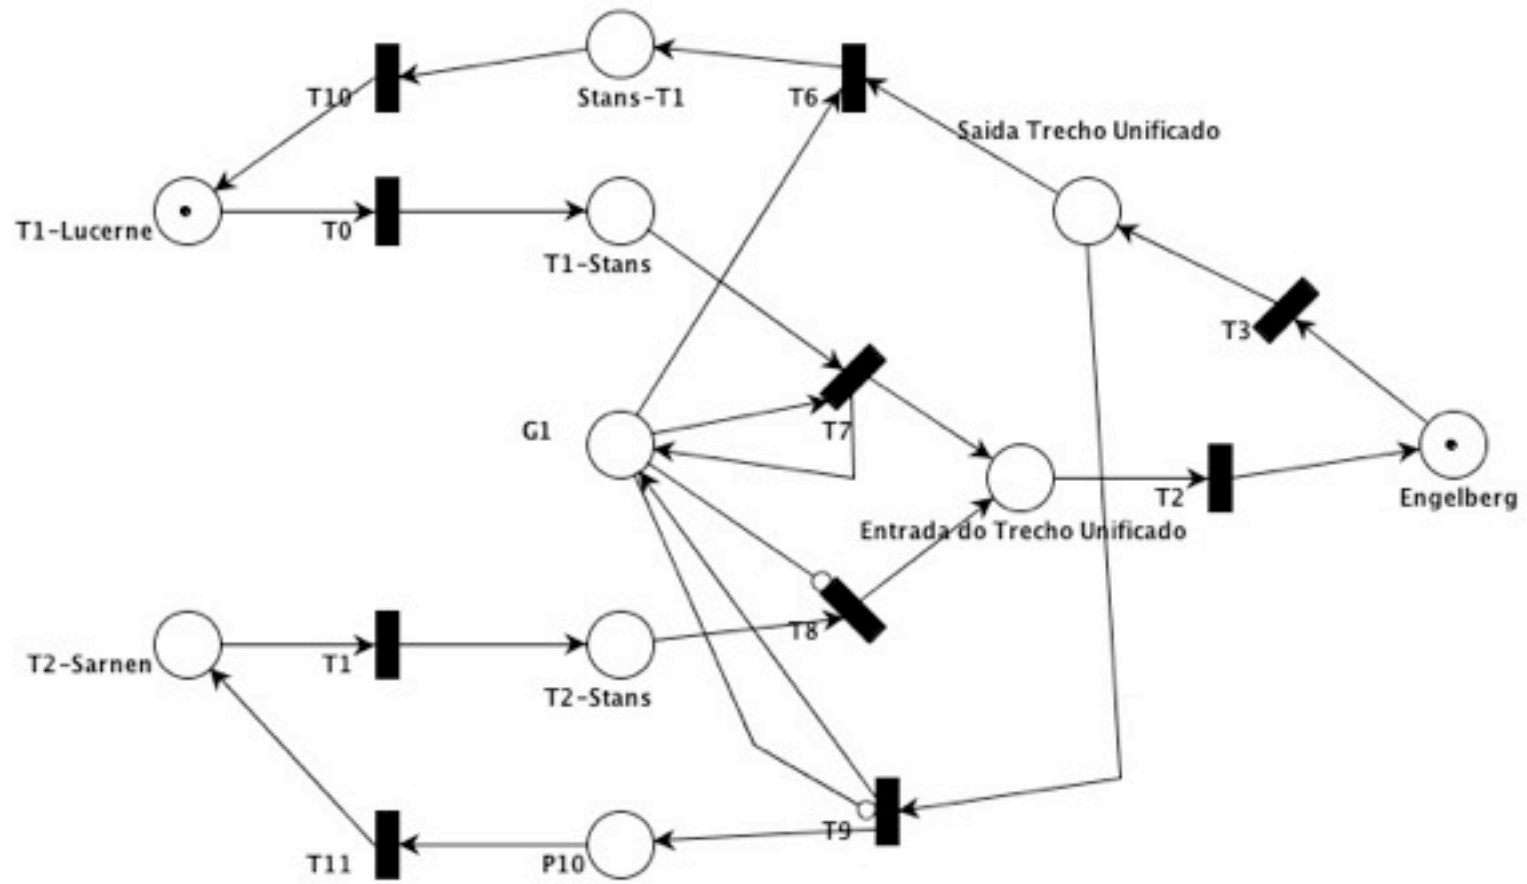 T10
Stans-T1
T6
Saida Trecho Unificado
T1-Lucerne
T0
T1-Stans
T3
G1
T7
T2
Engelberg
Entrada do Trecho Unificado
T8
T2-Sarnen
T1
T2-Stans
T9
T11
P10